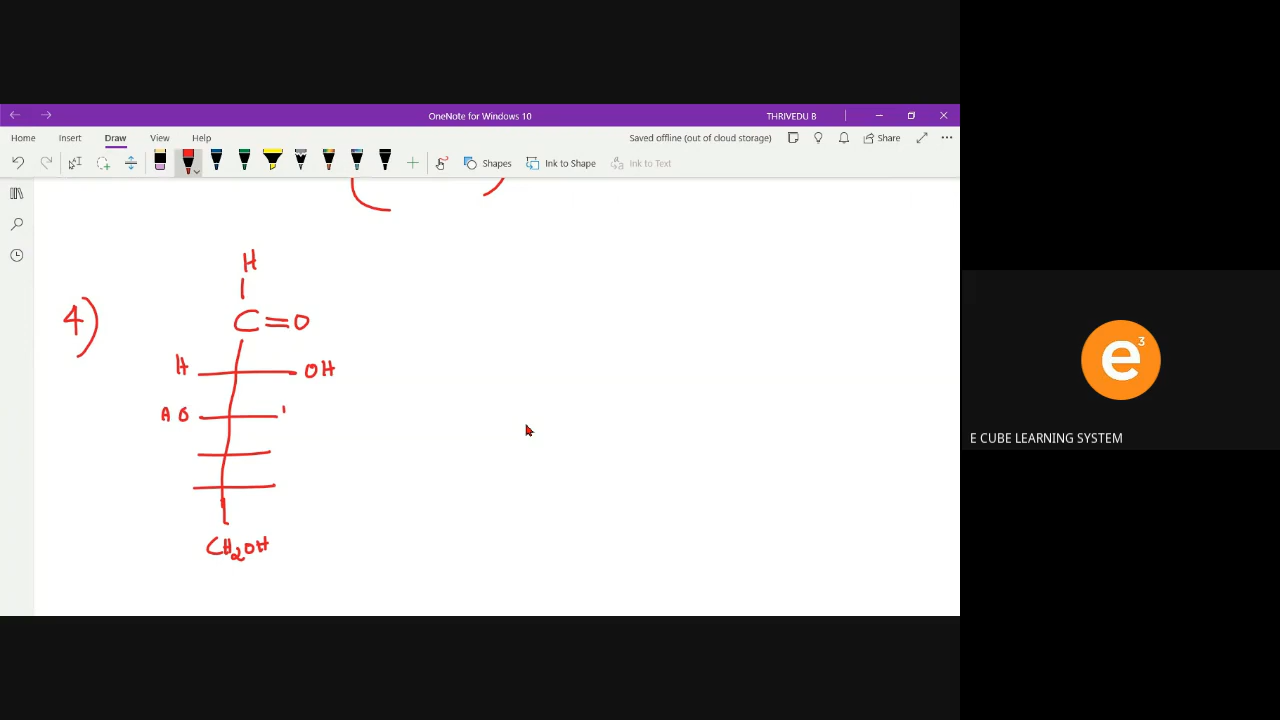 OneNote for Windows 10
THRIVEDU B
Home Insert Draw View Help
Saved offline (out of cloud storage)
Share
Shapes Ink to Shape Ink to Text
H
4)
C=O
H OH
CH2OH
e3
E CUBE LEARNING SYSTEM